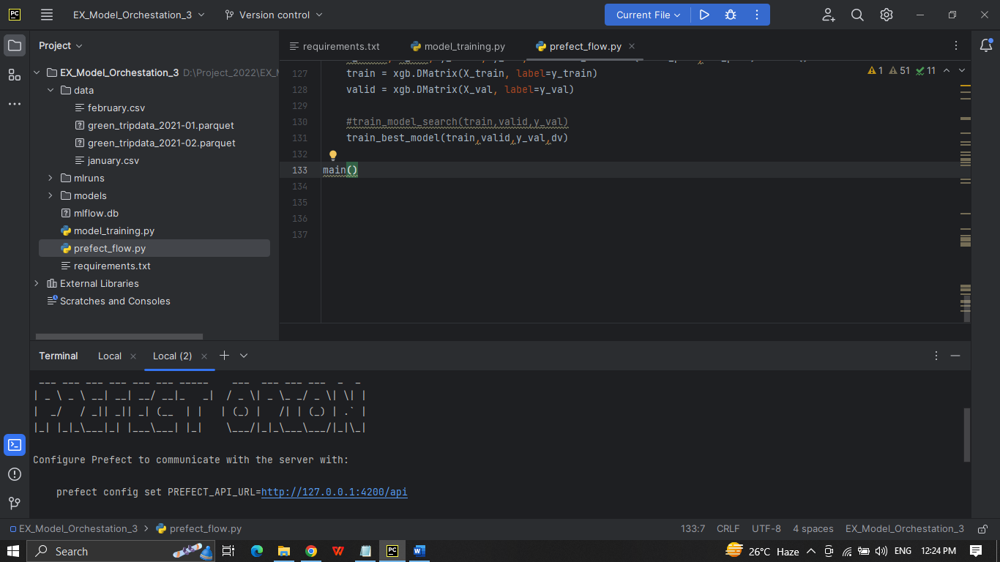 PC EX_Model_Orchestation_3 Version control Current File
Project
requirements.txt model_training.py prefect_flow.py
EX_Model_Orchestation_3 D:\Project_2022\EX_M
data
february.csv
green_tripdata_2021-01.parquet
green_tripdata_2021-02.parquet
january.csv
mlruns
models
mlflow.db
model_training.py
prefect_flow.py
requirements.txt
External Libraries
Scratches and Consoles
1 51 11
127 train = xgb.DMatrix(X_train, label=y_train)
128 valid = xgb.DMatrix(X_val, label=y_val)
129
130 #train_model_search(train,valid,y_val)
131 train_best_model(train,valid,y_val,dv)
132
133 main()
134
135
136
137
Terminal Local Local (2)
 ___ ___ ___ ___ ___ ___ _____    ___  ___ ___ ___  _  _
| _ \ _ \ __| __| __/ __|_   _|  / _ \| _ \_ _/ _ \| \| |
|  _/   / _|| _|| _| (__  | |   | (_) |   /| | (_) | .` |
|_| |_|_\___|_| |___\___| |_|    \___/|_|_\___\___/|_|\_|
Configure Prefect to communicate with the server with:
prefect config set PREFECT_API_URL=http://127.0.0.1:4200/api
EX_Model_Orchestation_3 > prefect_flow.py 133:7 CRLF UTF-8 4 spaces EX_Model_Orchestation_3
Search PC W W 26°C Haze ENG 12:24 PM